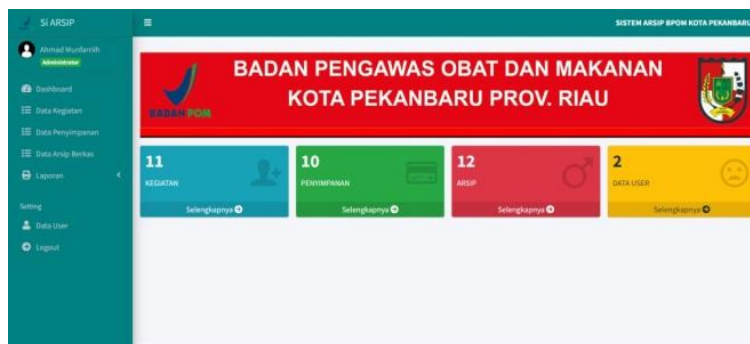 Si ARSIP
SISTEM ARSIP BPOM KOTA PEKANBARU
Ahmad Munfarrih
Administrator
Dashboard
Data Kegiatan
Data Penyimpanan
Data Arsip Berkas
Laporan
Setting
Data User
Logout
BADAN PENGAWAS OBAT DAN MAKANAN
KOTA PEKANBARU PROV. RIAU
BADAN POM
11
KEGIATAN
Selengkapnya
10
PENYIMPANAN
Selengkapnya
12
ARSIP
Selengkapnya
2
DATA USER
Selengkapnya